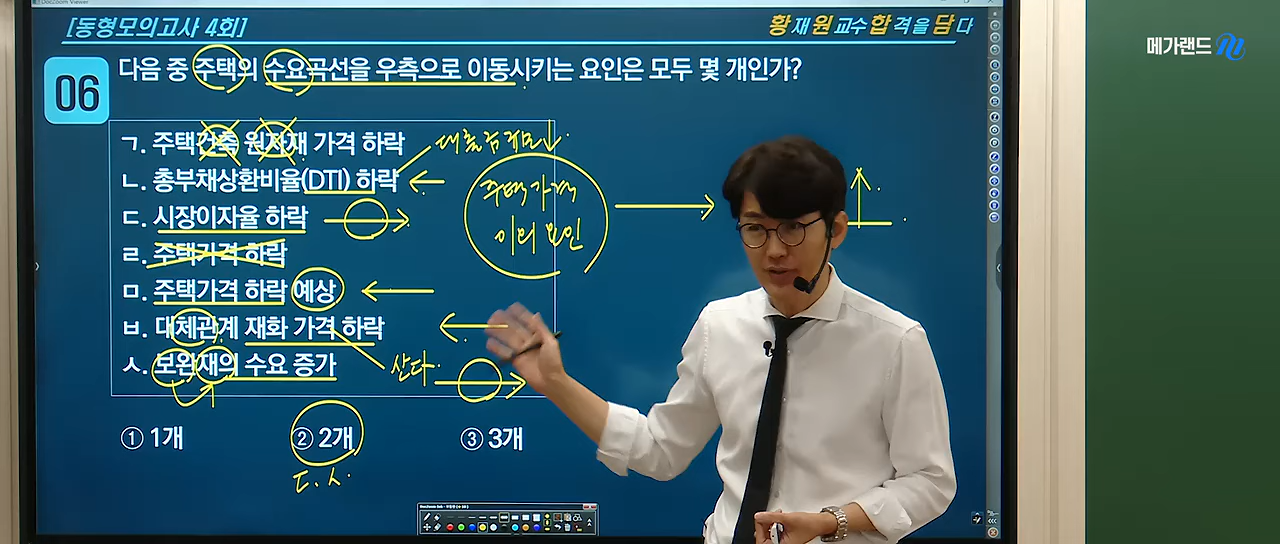 DocZoom Viewer
[동형모의고사 4회]
황재원 교수 합격을 담다
메가랜드
06
다음 중 주택의 수요곡선을 우측으로 이동시키는 요인은 모두 몇 개인가?
ㄱ. 주택건축 원자재 가격 하락
ㄴ. 총부채상환비율(DTI) 하락
ㄷ. 시장이자율 하락
ㄹ. 주택가격 하락
ㅁ. 주택가격 하락 예상
ㅂ. 대체관계 재화 가격 하락
ㅅ. 보완재의 수요 증가
주택가격
이외 요인
산다.
① 1개
② 2개
③ 3개
ㄷ. ㅅ.